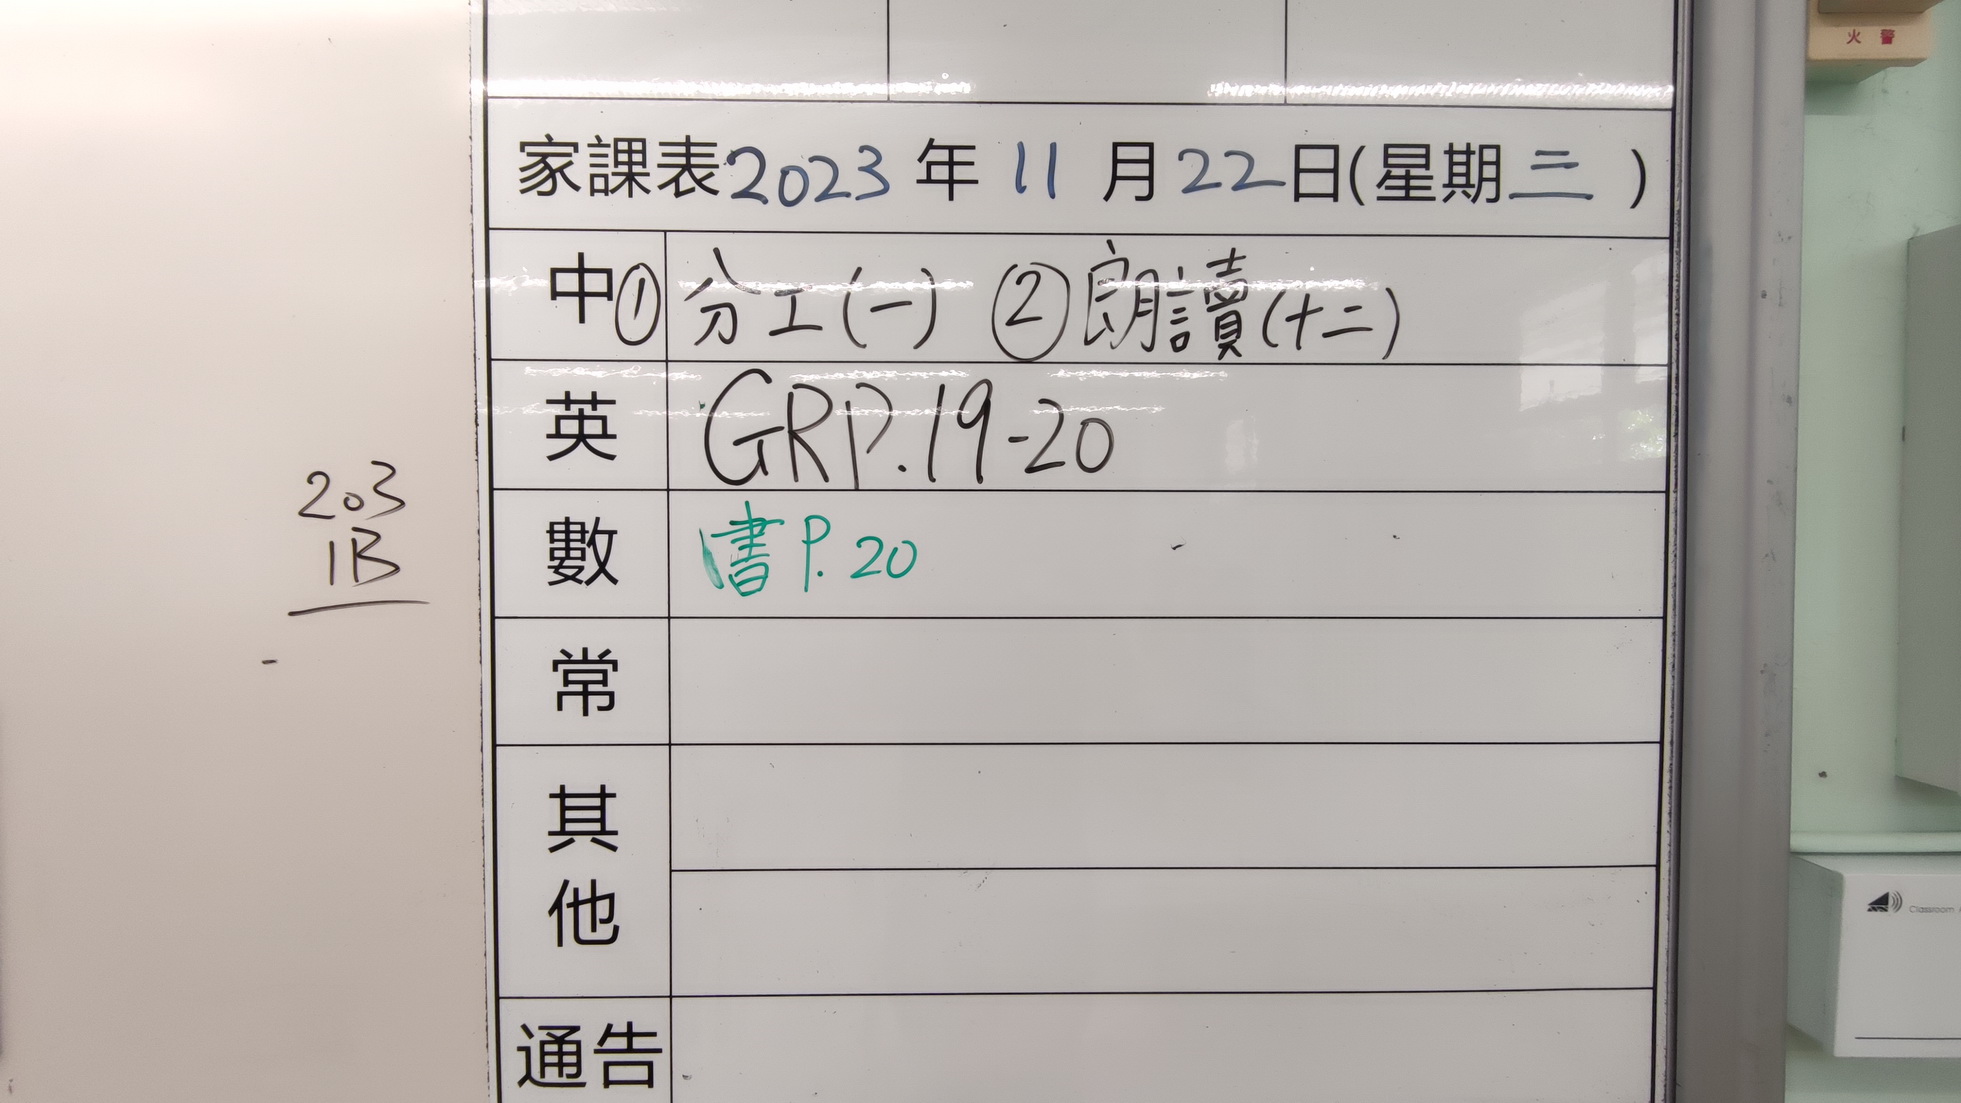 火 警
家課表2023年11月22日(星期三)
中 ① 分工(一) ② 朗讀(十二)
英 GRP.19-20
數 書P.20
常
其他
通告
203
1B
Classroom